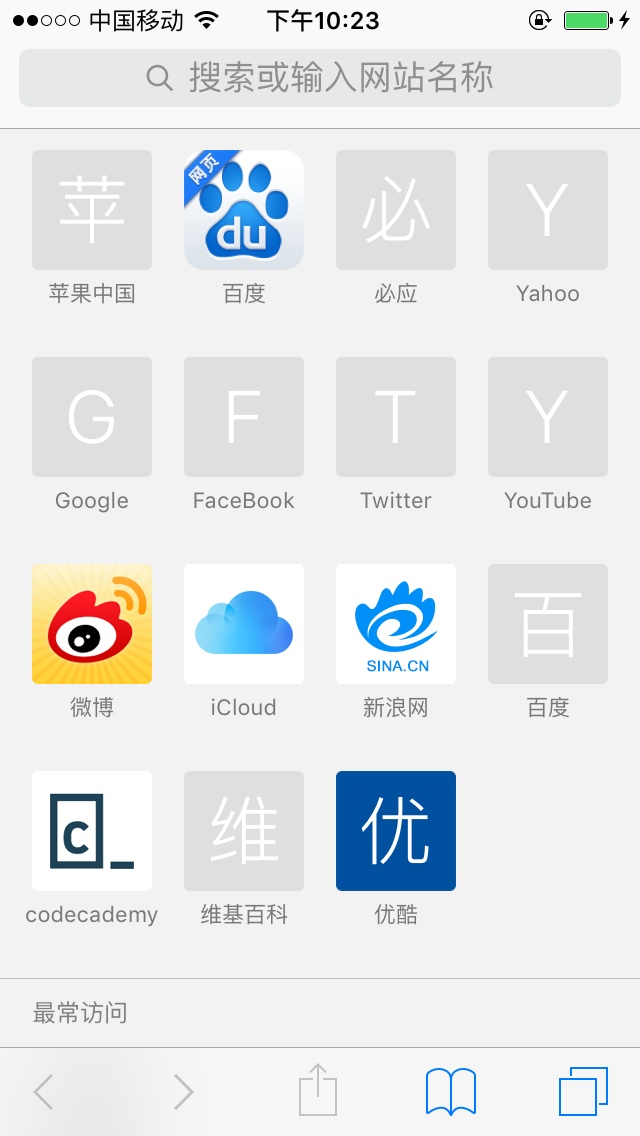 中国移动 下午10:23
搜索或输入网站名称
苹 网页 du 必 Y
苹果中国 百度 必应 Yahoo
G F T Y
Google FaceBook Twitter YouTube
SINA.CN 百
微博 iCloud 新浪网 百度
c_ 维 优
codecademy 维基百科 优酷
最常访问